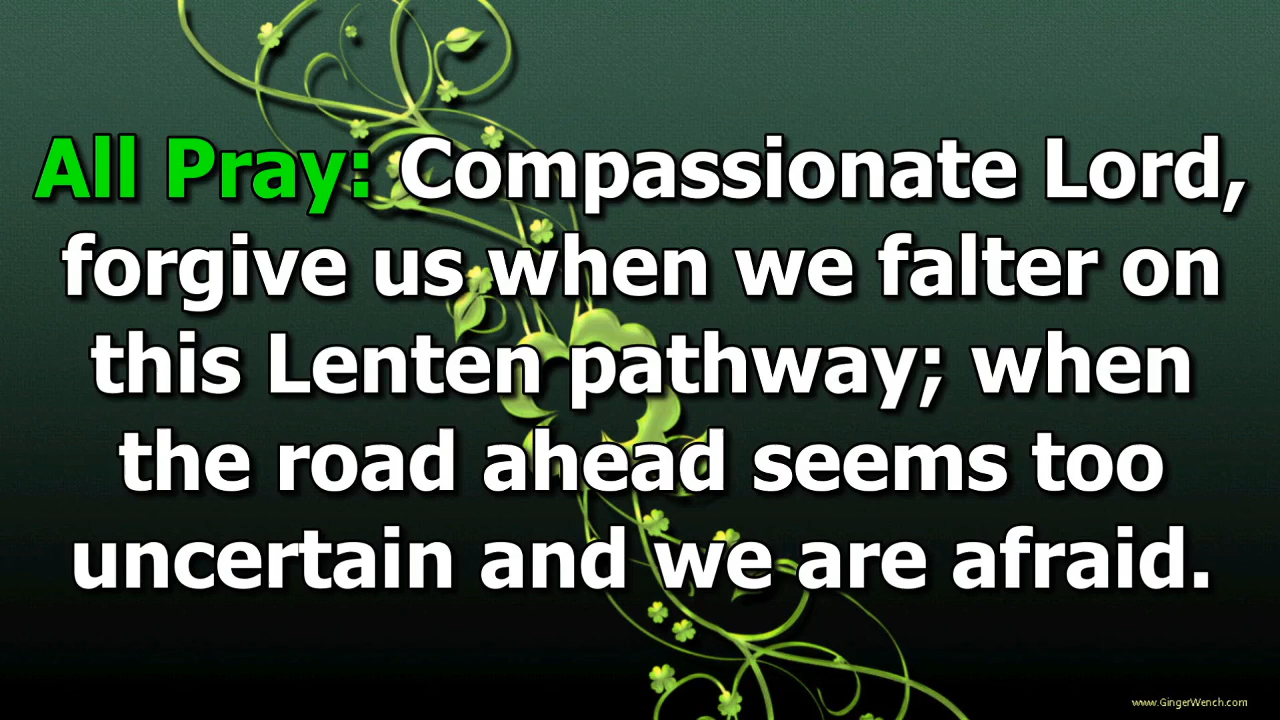 All Pray: Compassionate Lord,
forgive us when we falter on
this Lenten pathway; when
the road ahead seems too
uncertain and we are afraid.
www.GingerWench.com